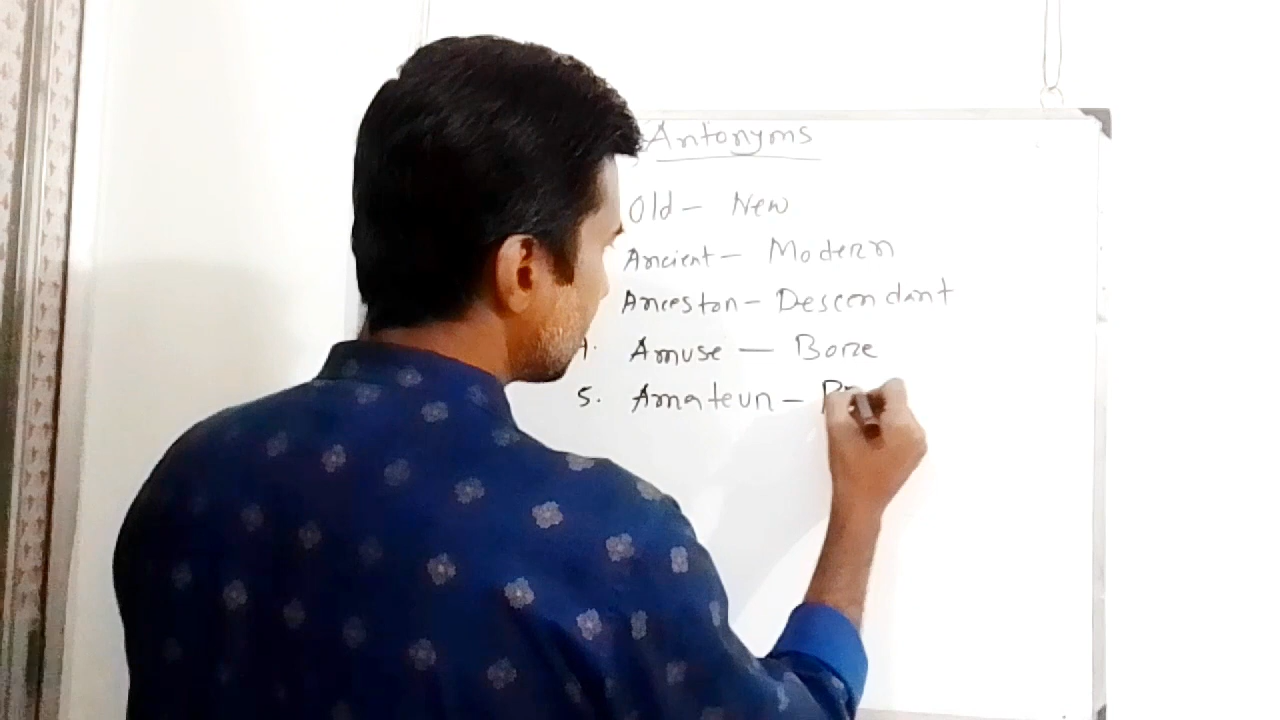 Antonyms
Old - New
Ancient - Modern
Ancestor - Descendant
4. Amuse - Bore
5. Amateur -